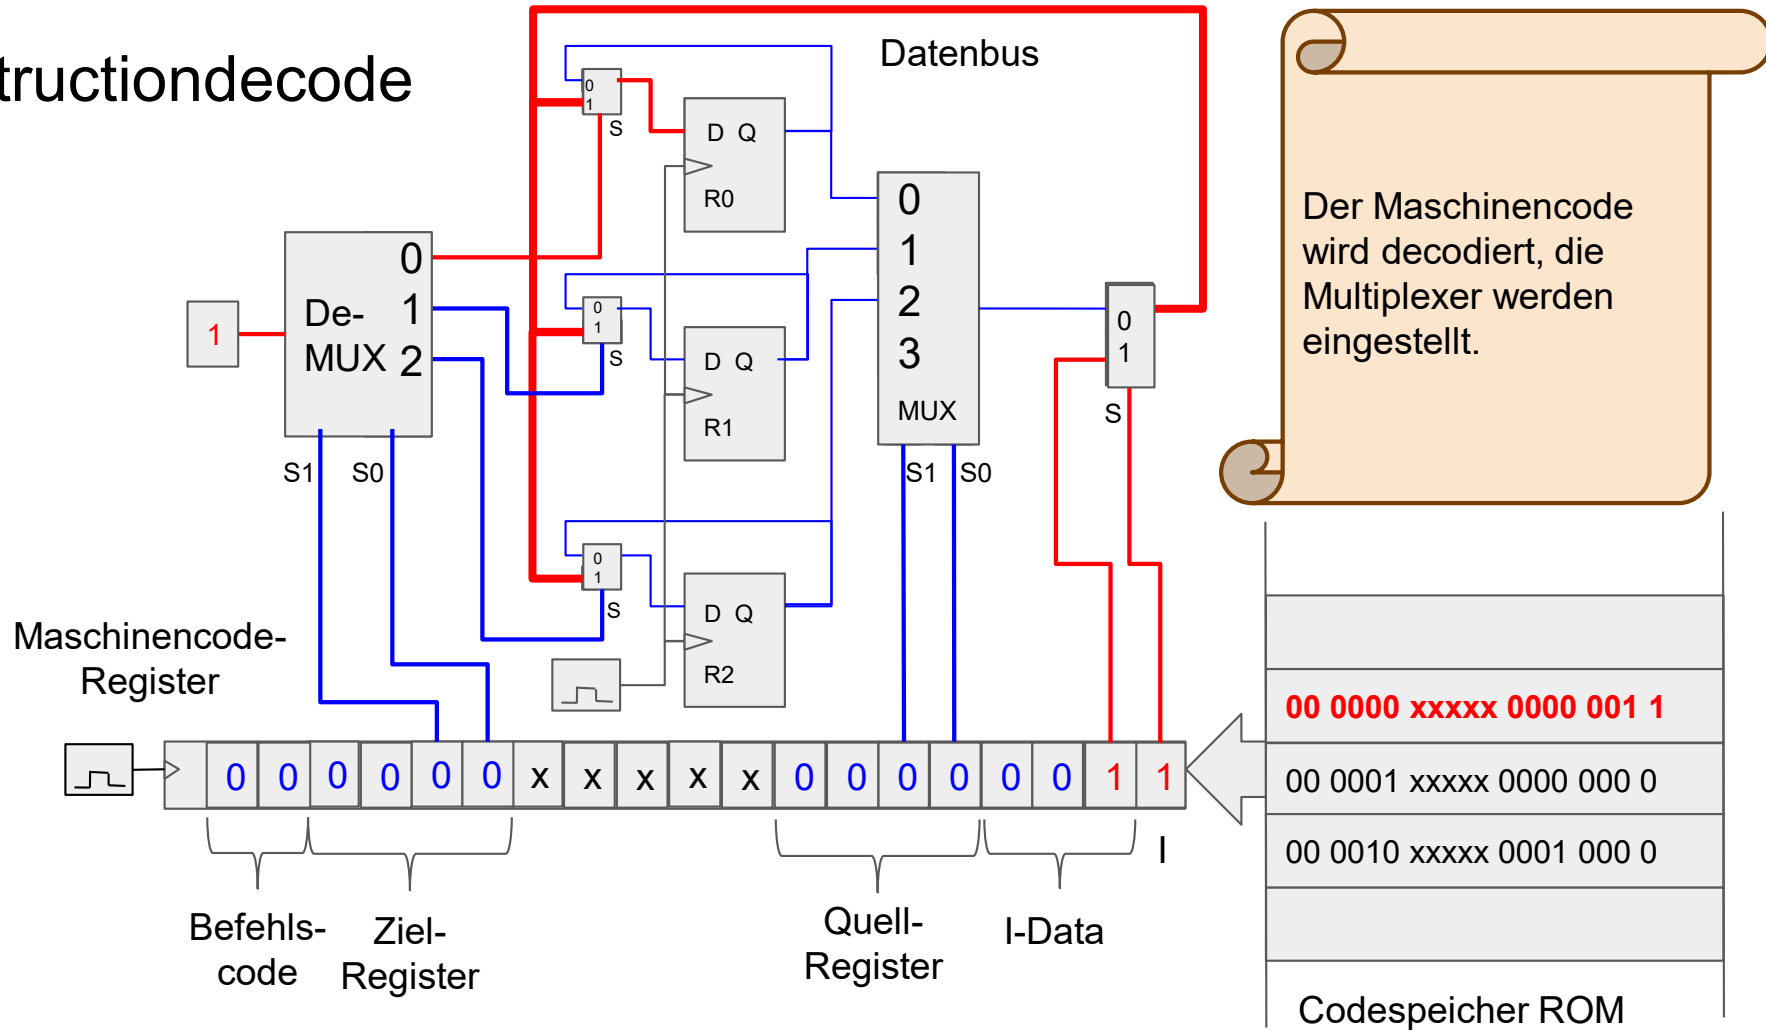 tructiondecode
Datenbus
0
1
S
D Q
R0
0
1
2
3
MUX
S1 S0
De-
MUX
0
1
2
1
S1 S0
0
1
S
D Q
R1
0
1
S
D Q
R2
0
1
S
Der Maschinencode
wird decodiert, die
Multiplexer werden
eingestellt.
Maschinencode-
Register
0 0 0 0 0 0 x x x x x 0 0 0 0 0 0 1 1
I
Befehls-
code
Ziel-
Register
Quell-
Register
I-Data
00 0000 xxxxx 0000 001 1
00 0001 xxxxx 0000 000 0
00 0010 xxxxx 0001 000 0
Codespeicher ROM